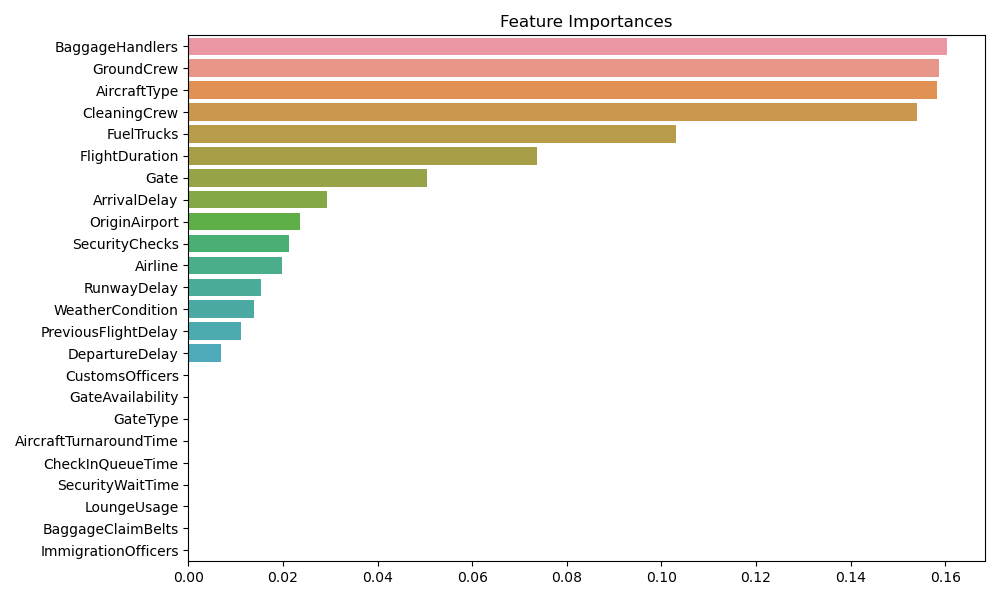 Feature Importances
BaggageHandlers
GroundCrew
AircraftType
CleaningCrew
FuelTrucks
FlightDuration
Gate
ArrivalDelay
OriginAirport
SecurityChecks
Airline
RunwayDelay
WeatherCondition
PreviousFlightDelay
DepartureDelay
CustomsOfficers
GateAvailability
GateType
AircraftTurnaroundTime
CheckInQueueTime
SecurityWaitTime
LoungeUsage
BaggageClaimBelts
ImmigrationOfficers
0.00 0.02 0.04 0.06 0.08 0.10 0.12 0.14 0.16